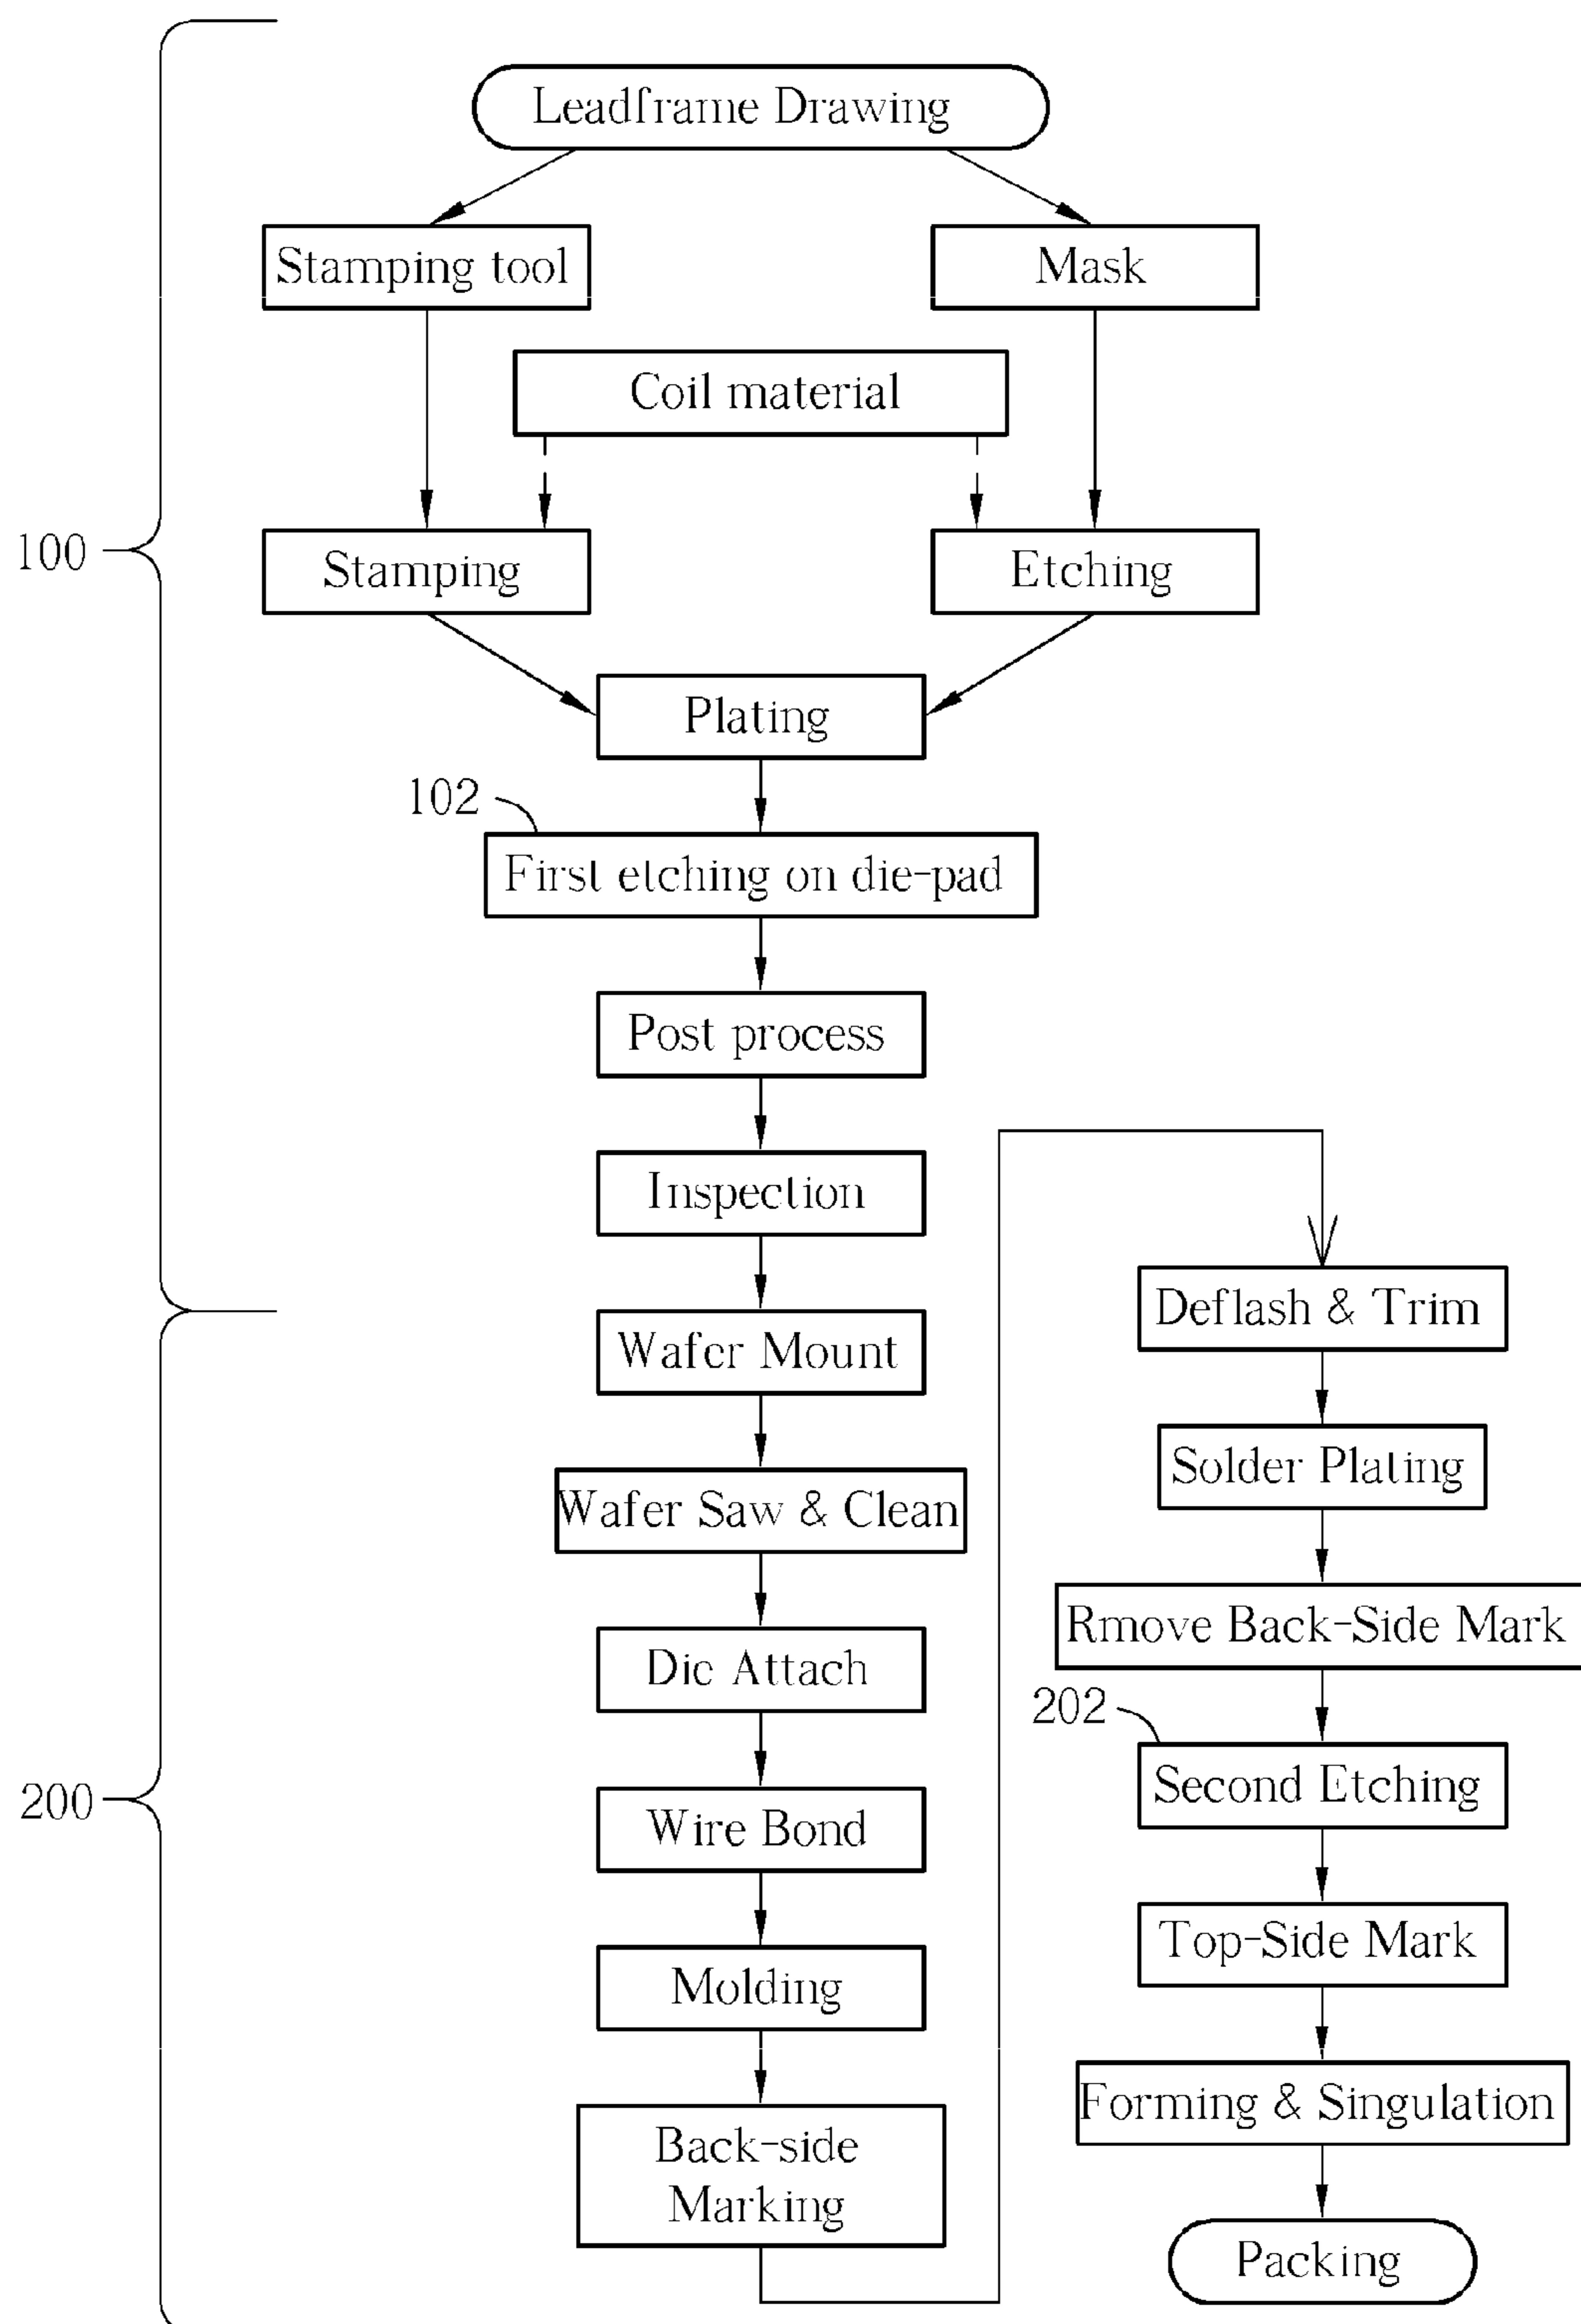 Leadframe Drawing
Stamping tool
Mask
Coil material
100
Stamping
Etching
Plating
102
First etching on die-pad
Post process
Inspection
Wafer Mount
Wafer Saw & Clean
Die Attach
200
Wire Bond
Molding
Back-side
Marking
Deflash & Trim
Solder Plating
Rmove Back-Side Mark
202
Second Etching
Top-Side Mark
Forming & Singulation
Packing